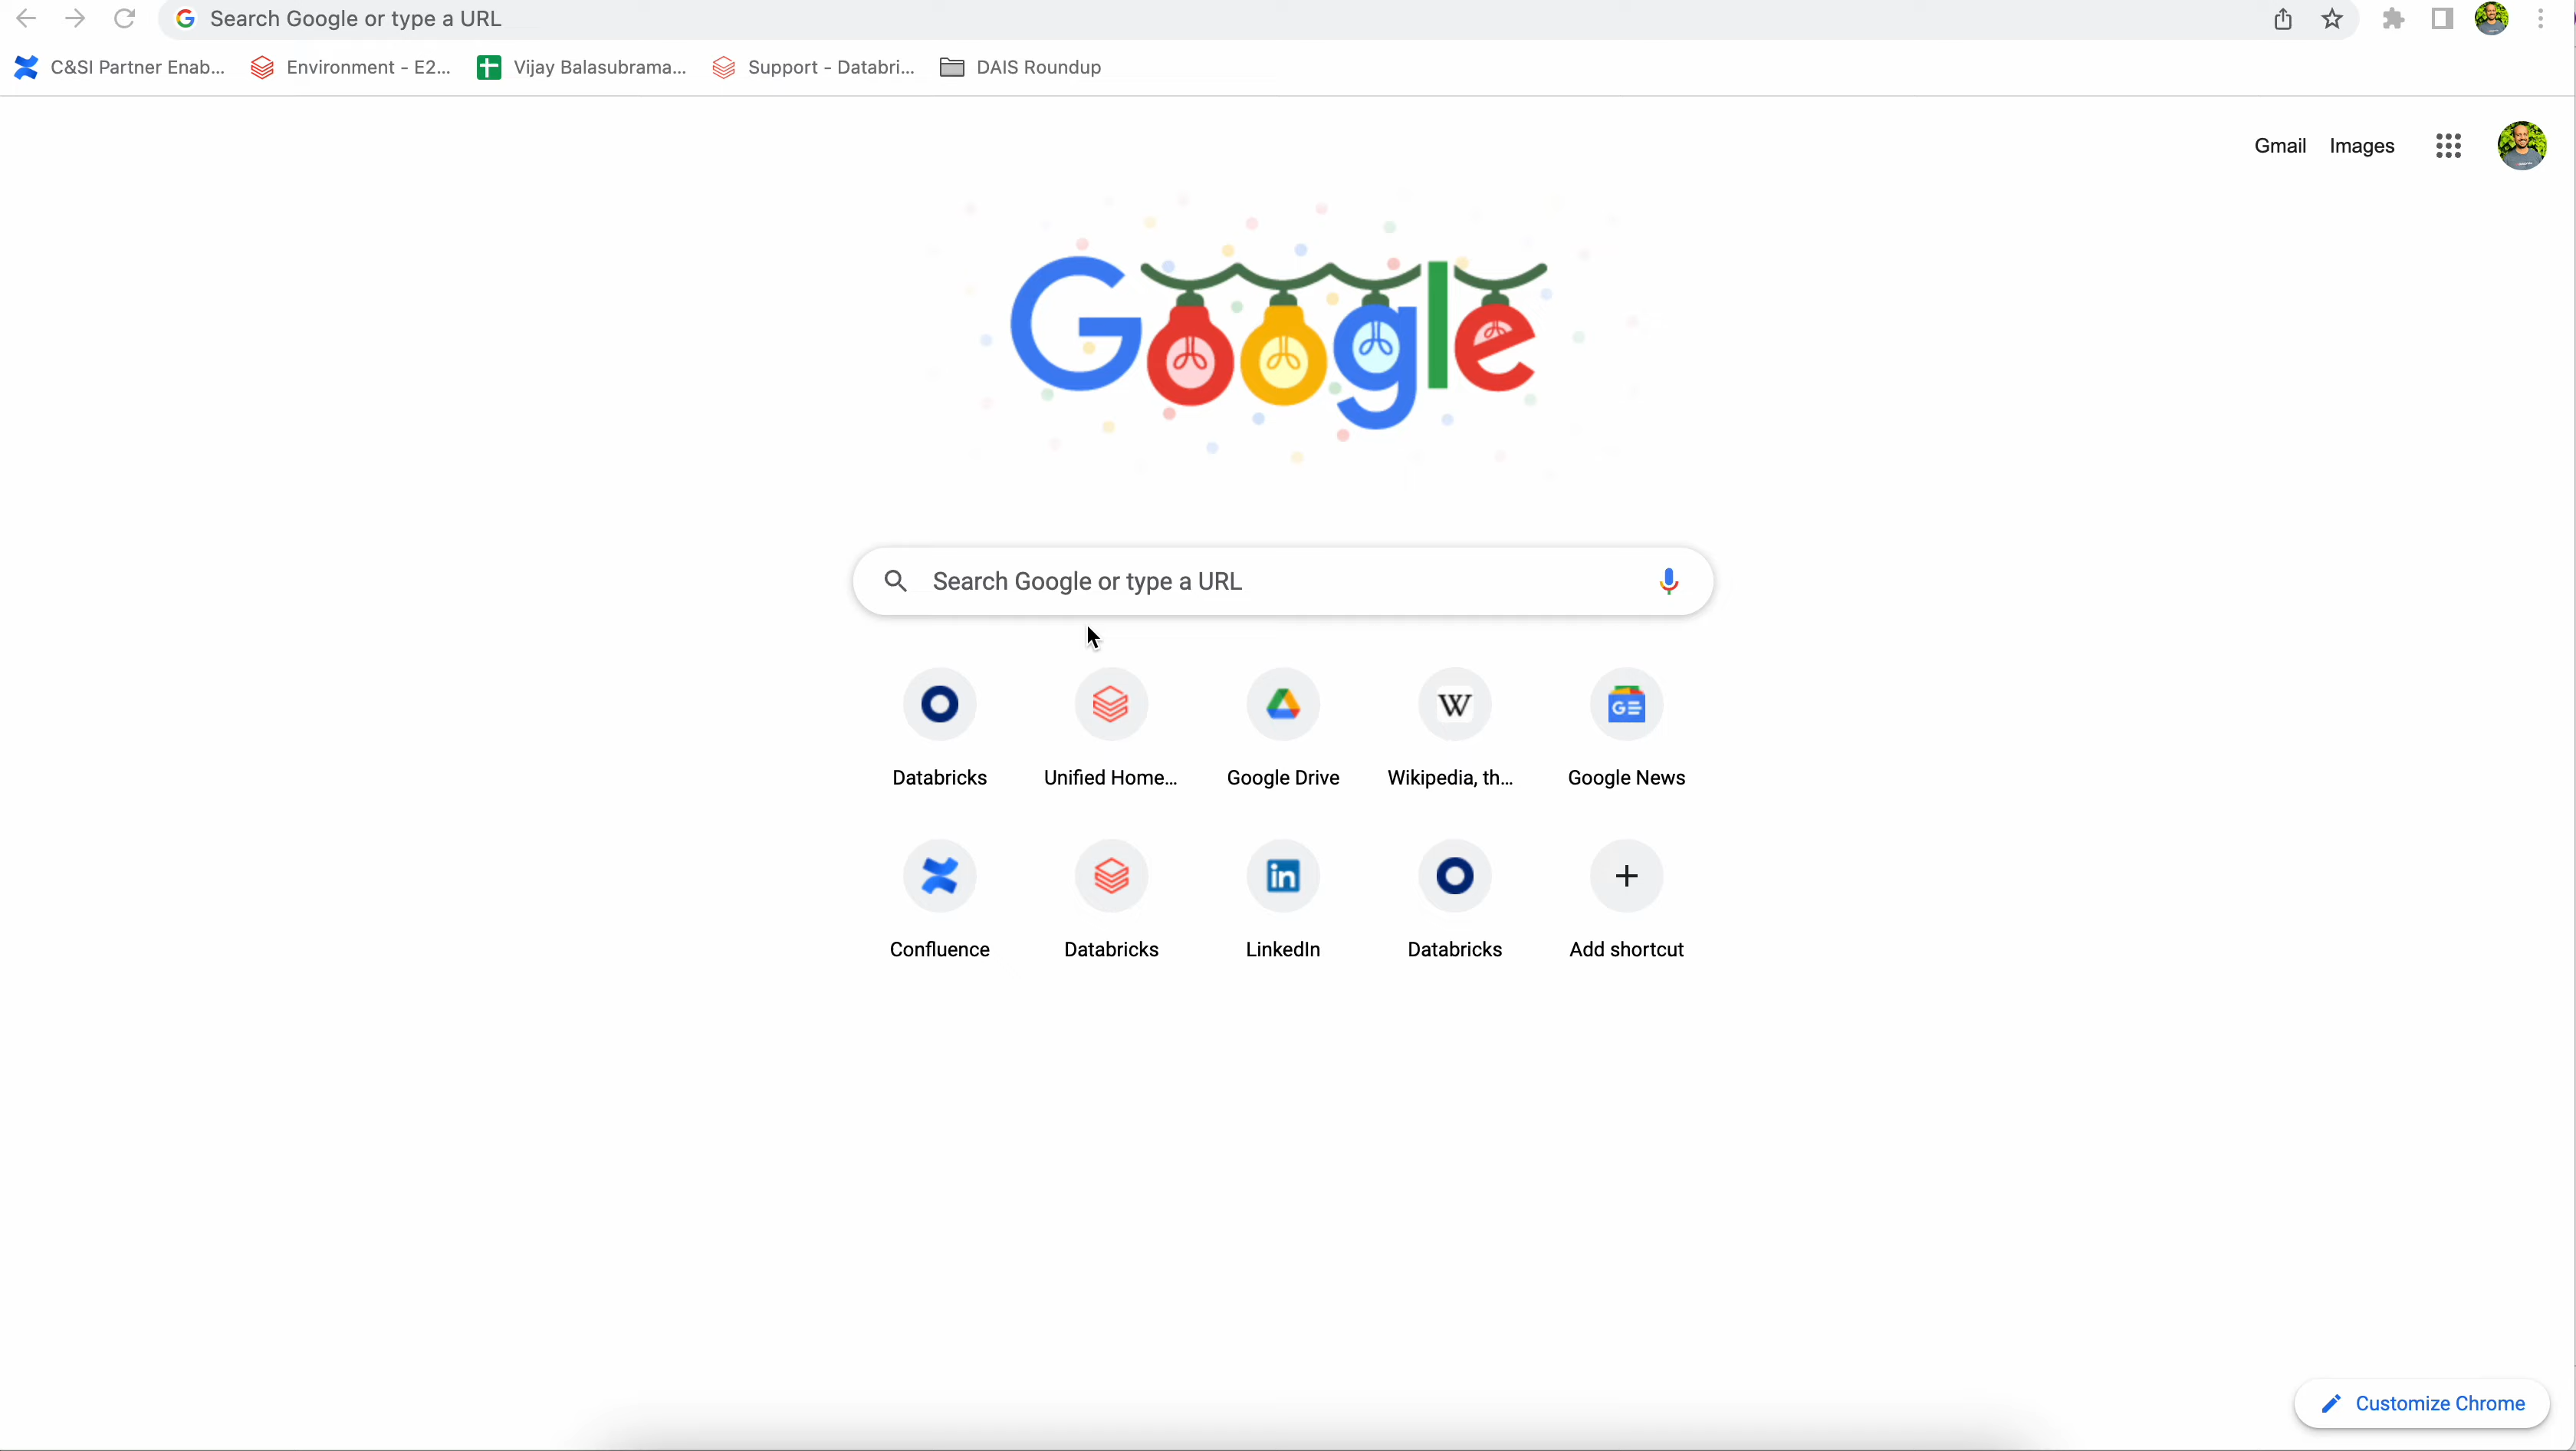 Search Google or type a URL
C&SI Partner Enab... Environment - E2... Vijay Balasubrama... Support - Databri... DAIS Roundup
Gmail Images
Google
Search Google or type a URL
Databricks Unified Home... Google Drive Wikipedia, th... Google News
Confluence Databricks LinkedIn Databricks Add shortcut
Customize Chrome